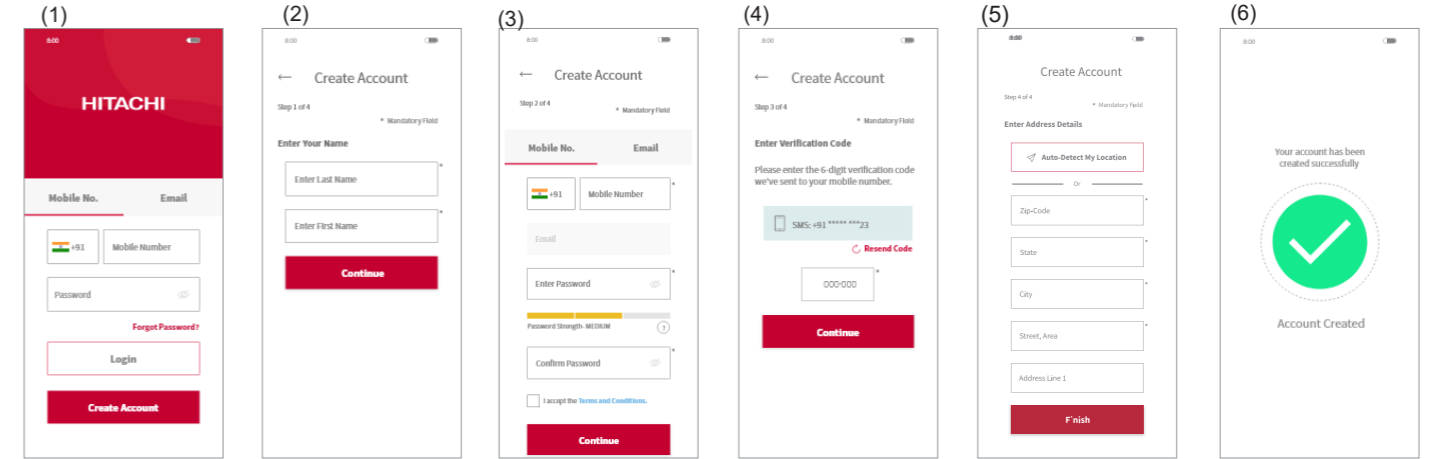 (1)
8:00
HITACHI
Mobile No. Email
+91 Mobile Number
Password
Forgot Password?
Login
Create Account
(2)
8:00
← Create Account
Step 1 of 4
* Mandatory Field
Enter Your Name
Enter Last Name *
Enter First Name *
Continue
(3)
8:00
← Create Account
Step 2 of 4
* Mandatory Field
Mobile No. Email
+91 Mobile Number *
Email
Enter Password *
Password Strength- MEDIUM ?
Confirm Password *
I accept the Terms and Conditions.
Continue
(4)
8:00
← Create Account
Step 3 of 4
* Mandatory Field
Enter Verification Code
Please enter the 6-digit verification code
we've sent to your mobile number.
SMS: +91 ***** ***23
Resend Code
000-000 *
Continue
(5)
8:00
Create Account
Step 4 of 4
* Mandatory Field
Enter Address Details
Auto-Detect My Location
Or
Zip-Code *
State
City *
Street, Area *
Address Line 1
F`nish
(6)
8:00
Your account has been
created successfully
Account Created